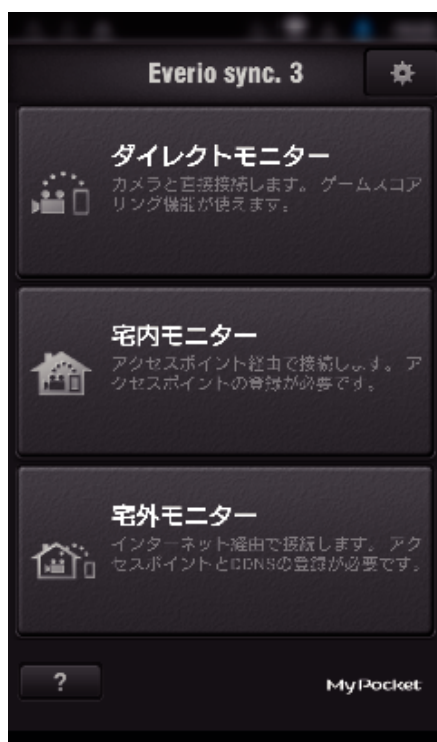 Everio sync. 3
ダイレクトモニター
カメラと直接接続します。 ゲームスコア
リング機能が使えます。
宅内モニター
アクセスポイント経由で接続します。 ア
クセスポイントの登録が必要です。
宅外モニター
インターネット経由で接続します。 アク
セスポイントとDDNSの登録が必要です。
?
MyPocket